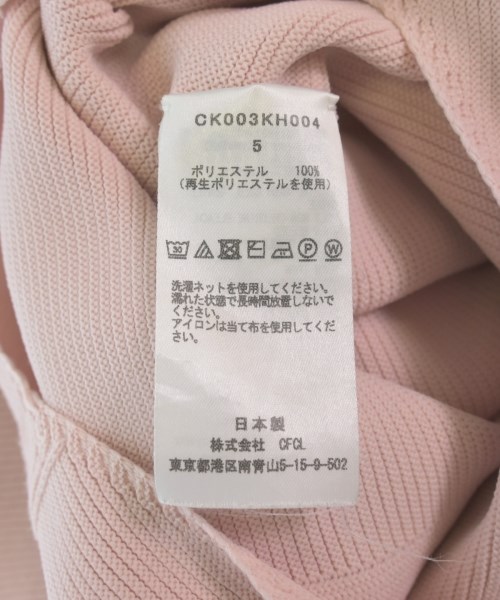 CK003KH004
5
ポリエステル 100%
(再生ポリエステルを使用)
30 P W
洗濯ネットを使用してください。
濡れた状態で長時間放置しないで
ください。
アイロンは当て布を使用してください。
日本製
株式会社 CFCL
東京都港区南青山5-15-9-502